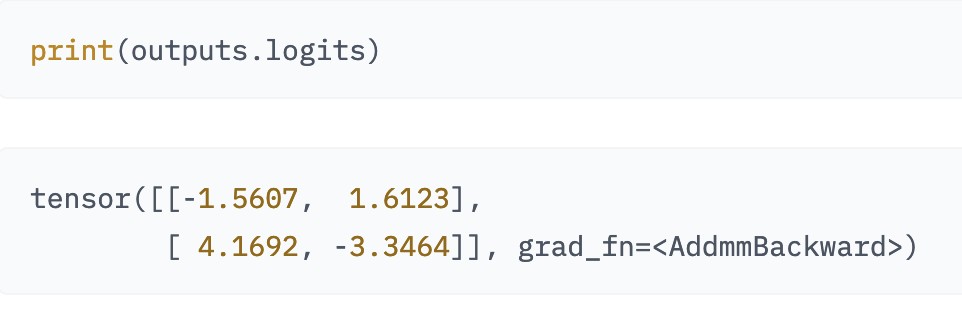 print(outputs.logits)
tensor([[-1.5607,  1.6123],
        [ 4.1692, -3.3464]], grad_fn=<AddmmBackward>)